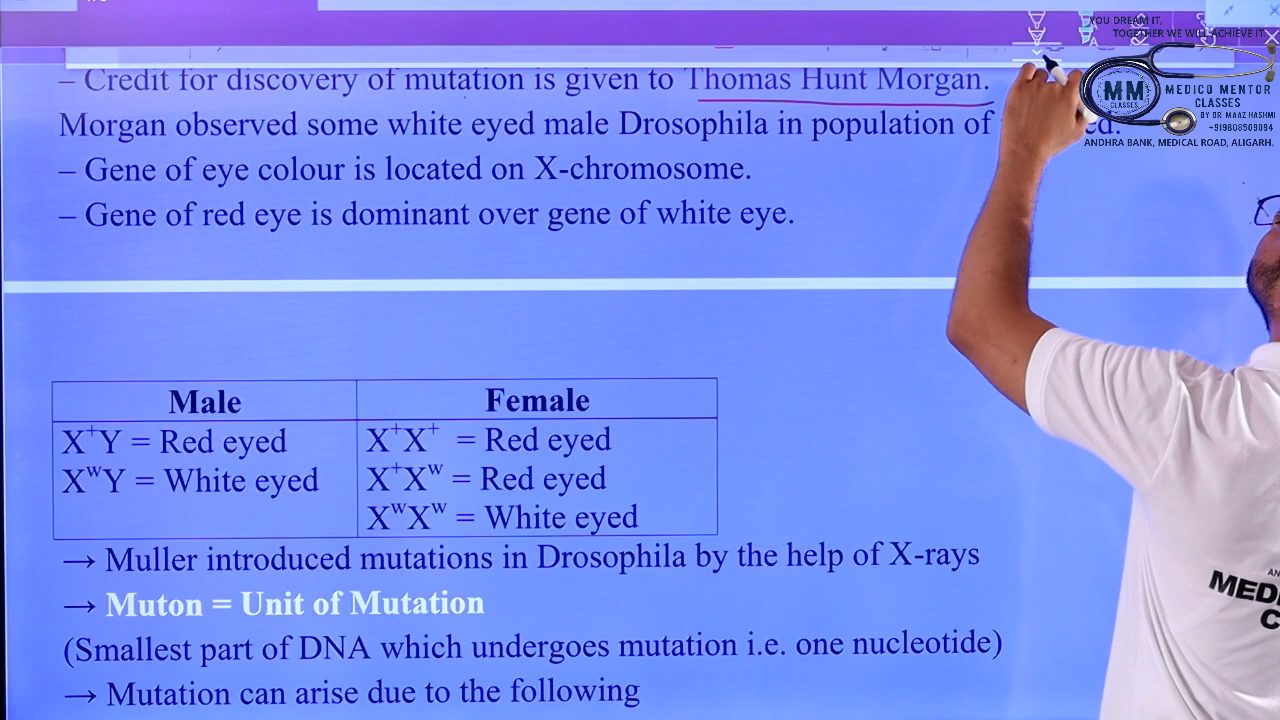 YOU DREAM IT,
TOGETHER WE WILL ACHIEVE IT.
– Credit for discovery of mutation is given to Thomas Hunt Morgan.
Morgan observed some white eyed male Drosophila in population of
– Gene of eye colour is located on X-chromosome.
– Gene of red eye is dominant over gene of white eye.
MM
CLASSES
MEDICO MENTOR
CLASSES
BY DR MAAZ HASHMI
+919808509094
ANDHRA BANK, MEDICAL ROAD, ALIGARH.
Male Female
X⁺Y = Red eyed X⁺X⁺ = Red eyed
XʷY = White eyed X⁺Xʷ = Red eyed
XʷXʷ = White eyed
→ Muller introduced mutations in Drosophila by the help of X-rays
→ Muton = Unit of Mutation
(Smallest part of DNA which undergoes mutation i.e. one nucleotide)
→ Mutation can arise due to the following